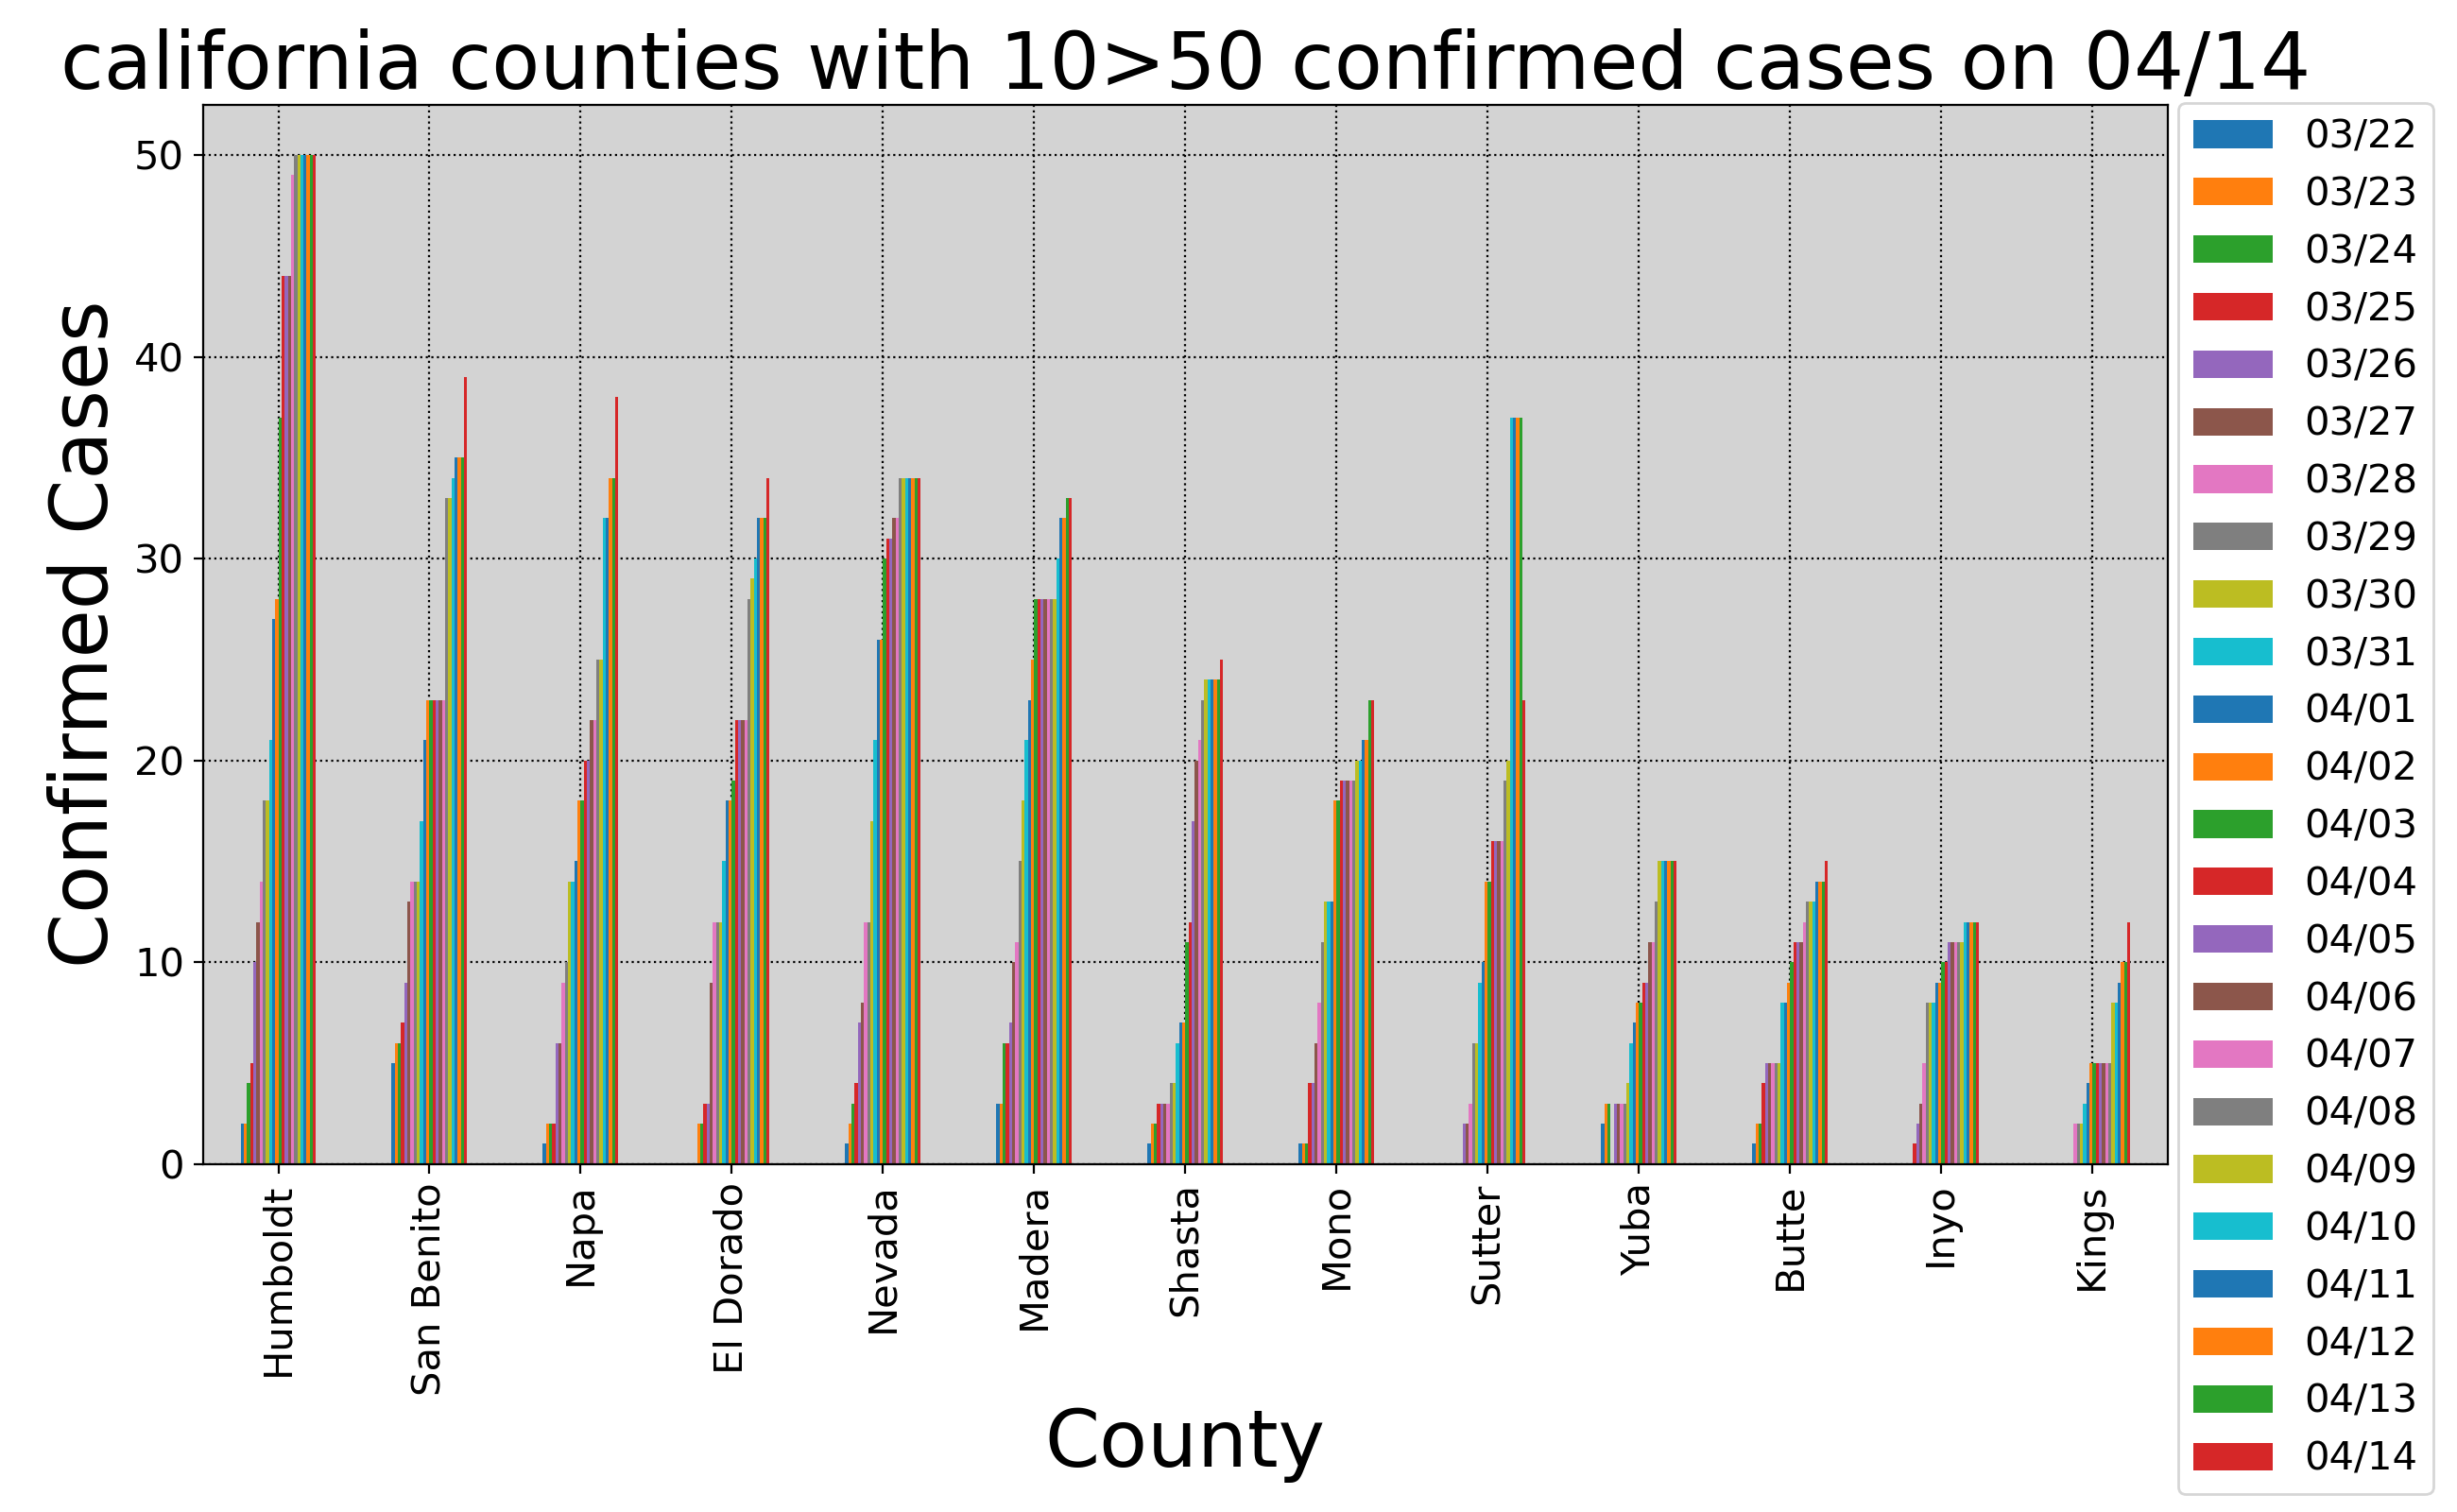 california counties with 10>50 confirmed cases on 04/14
Confirmed Cases
50
40
30
20
10
0
Humboldt
San Benito
Napa
El Dorado
Nevada
Madera
Shasta
Mono
Sutter
Yuba
Butte
Inyo
Kings
County
03/22
03/23
03/24
03/25
03/26
03/27
03/28
03/29
03/30
03/31
04/01
04/02
04/03
04/04
04/05
04/06
04/07
04/08
04/09
04/10
04/11
04/12
04/13
04/14